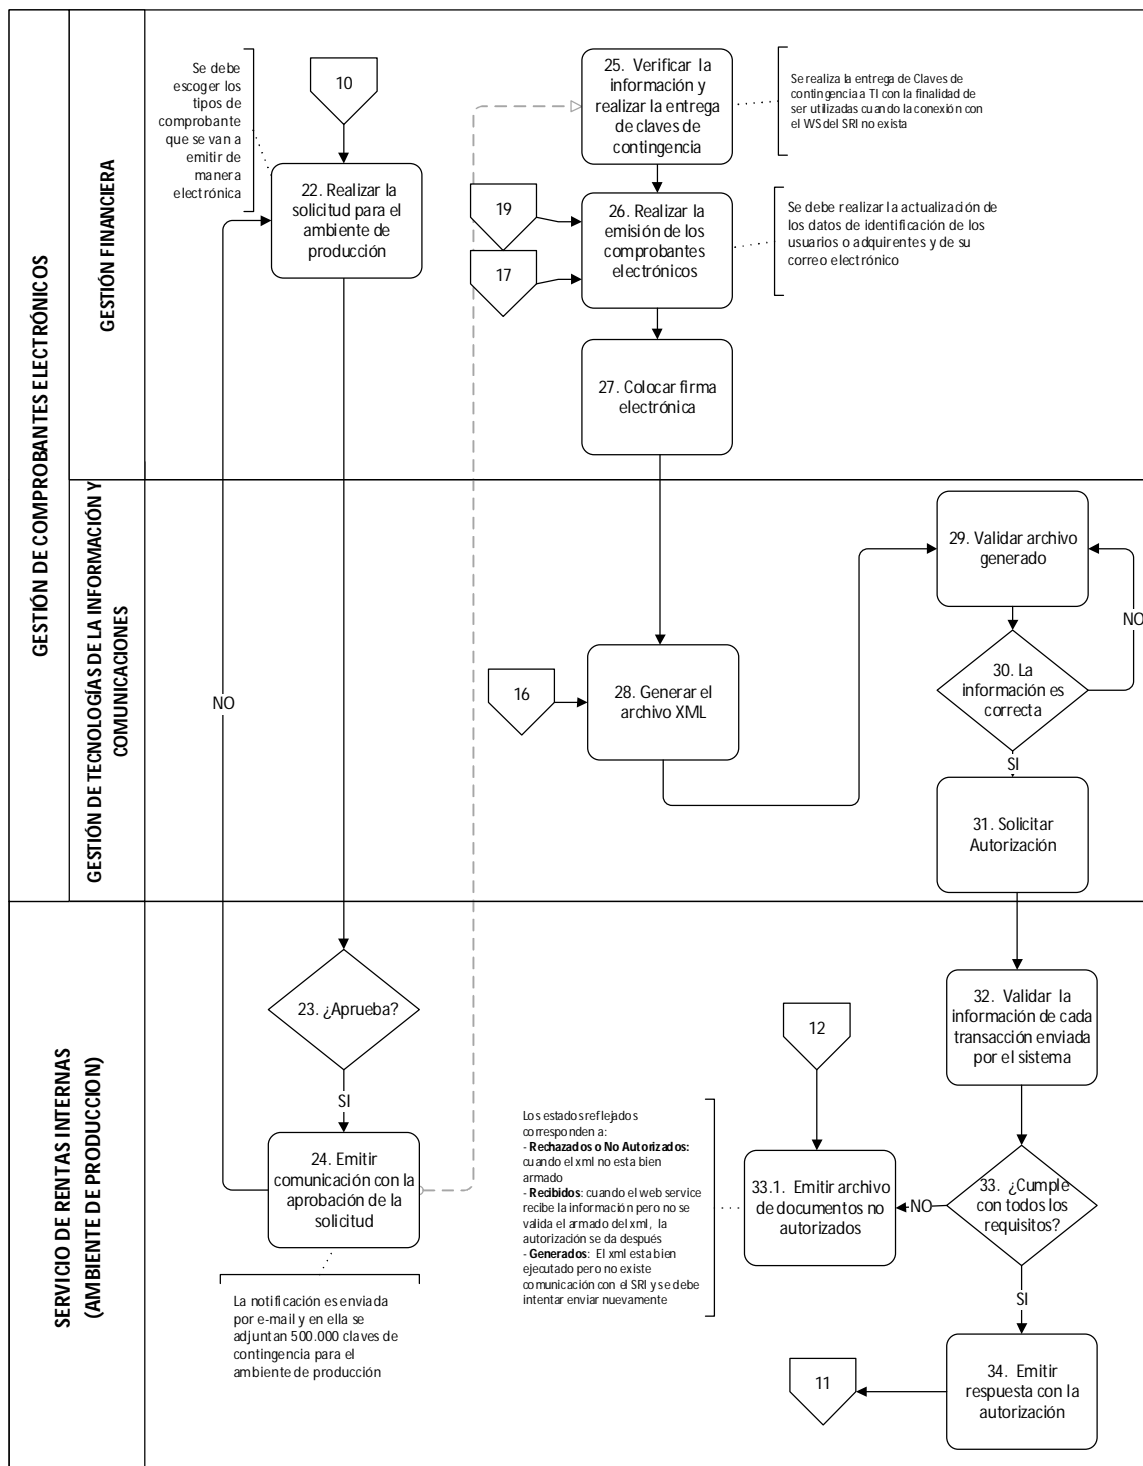 GESTIÓN DE COMPROBANTES ELECTRÓNICOS
GESTIÓN FINANCIERA
Se debe
escoger los
tipos de
comprobante
que se van a
emitir de
manera
electrónica
10
22. Realizar la
solicitud para el
ambiente de
producción
25. Verificar la
información y
realizar la entrega
de claves de
contingencia
Se realiza la entrega de Claves de
contingencia a TI con la finalidad de
ser utilizadas cuando la conexión con
el WS del SRI no exista
19
17
26. Realizar la
emisión de los
comprobantes
electrónicos
Se debe realizar la actualización de
los datos de identificación de los
usuarios o adquirentes y de su
correo electrónico
27. Colocar firma
electrónica
GESTIÓN DE TECNOLOGÍAS DE LA INFORMACIÓN Y
COMUNICACIONES
NO
16
28. Generar el
archivo XML
29. Validar archivo
generado
NO
30. La
información es
correcta
SI
31. Solicitar
Autorización
SERVICIO DE RENTAS INTERNAS
(AMBIENTE DE PRODUCCION)
23. ¿Aprueba?
SI
24. Emitir
comunicación con la
aprobación de la
solicitud
La notificación es enviada
por e-mail y en ella se
adjuntan 500.000 claves de
contingencia para el
ambiente de producción
12
Los estados reflejados
corresponden a:
- Rechazados o No Autorizados:
cuando el xml no esta bien
armado
- Recibidos: cuando el web service
recibe la información pero no se
valida el armado del xml, la
autorización se da después
- Generados: El xml esta bien
ejecutado pero no existe
comunicación con el SRI y se debe
intentar enviar nuevamente
33.1. Emitir archivo
de documentos no
autorizados
NO
32. Validar la
información de cada
transacción enviada
por el sistema
33. ¿Cumple
con todos los
requisitos?
SI
34. Emitir
respuesta con la
autorización
11